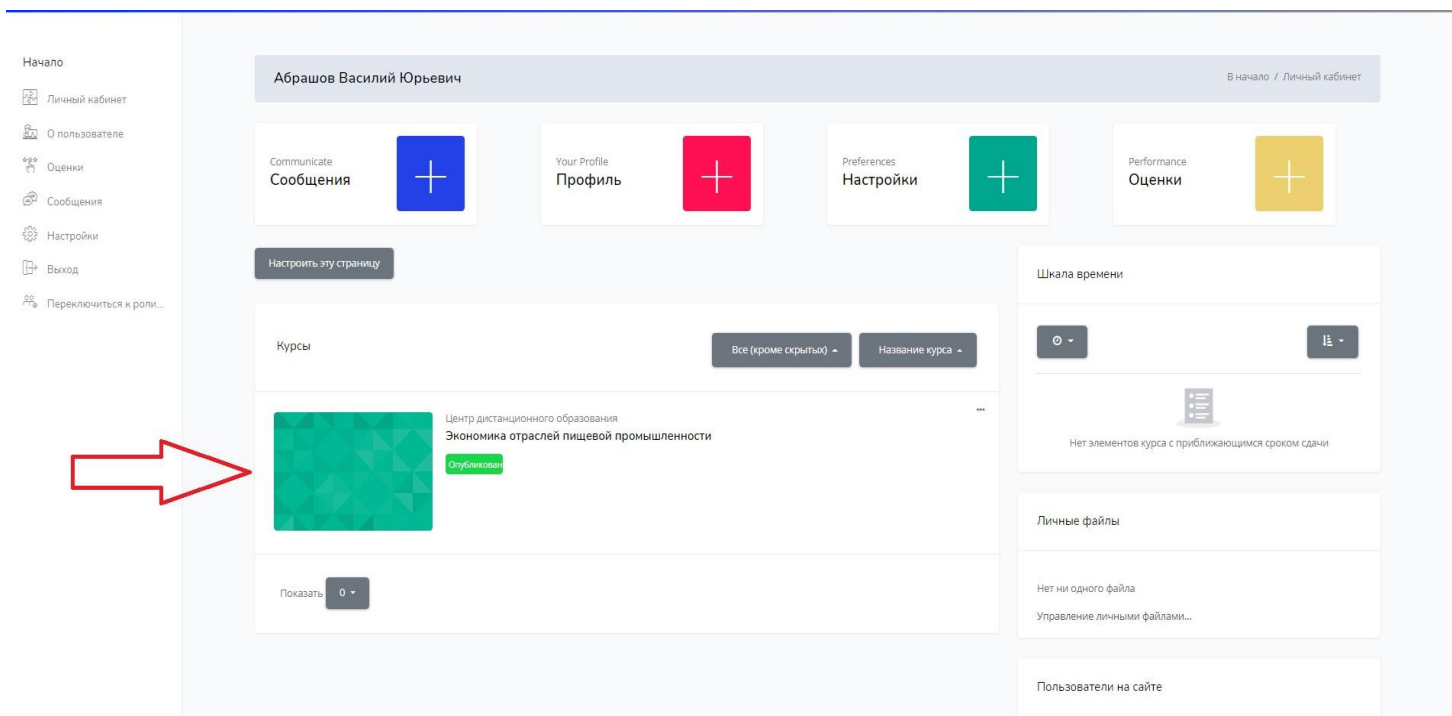 Начало
Личный кабинет
О пользователе
Оценки
Сообщения
Настройки
Выход
Переключиться к роли...
Абрашов Василий Юрьевич
В начало / Личный кабинет
Communicate
Сообщения
Your Profile
Профиль
Preferences
Настройки
Performance
Оценки
Настроить эту страницу
Курсы
Все (кроме скрытых)
Название курса
Центр дистанционного образования
Экономика отраслей пищевой промышленности
Опубликован
Показать 0
Шкала времени
Нет элементов курса с приближающимся сроком сдачи
Личные файлы
Нет ни одного файла
Управление личными файлами...
Пользователи на сайте